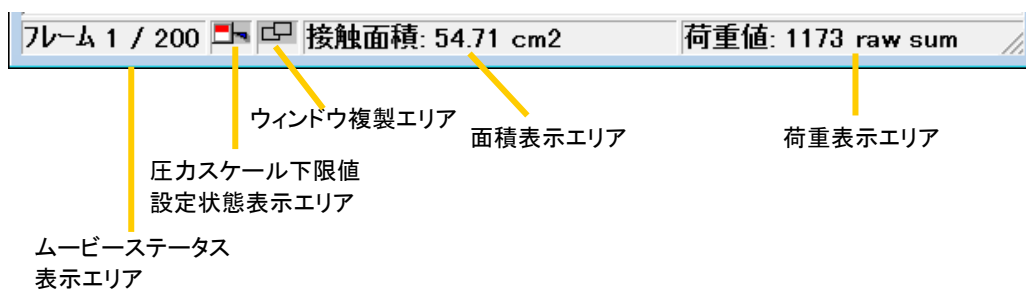 フレーム 1 / 200 接触面積: 54.71 cm2 荷重値: 1173 raw sum
ウィンドウ複製エリア
面積表示エリア
荷重表示エリア
圧力スケール下限値
設定状態表示エリア
ムービーステータス
表示エリア